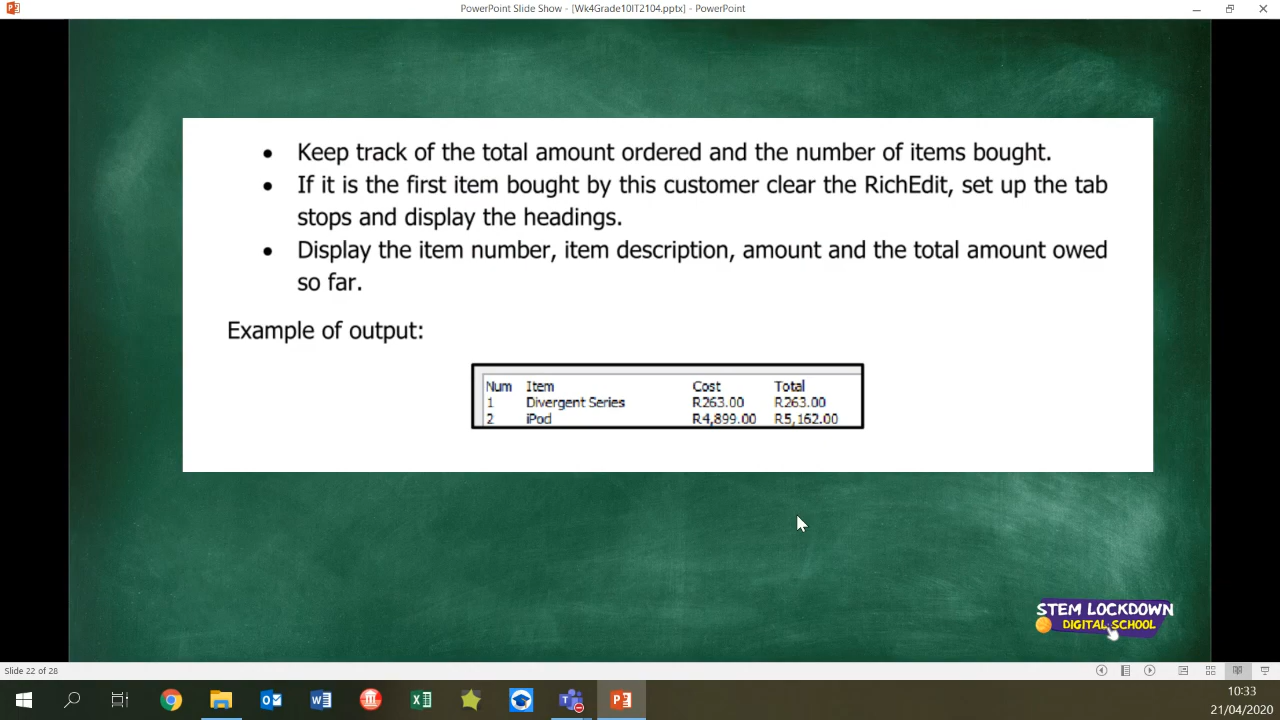 PowerPoint Slide Show - [Wk4Grade10IT2104.pptx] - PowerPoint
• Keep track of the total amount ordered and the number of items bought.
• If it is the first item bought by this customer clear the RichEdit, set up the tab
stops and display the headings.
• Display the item number, item description, amount and the total amount owed
so far.
Example of output:
Num Item Cost Total
1 Divergent Series R263.00 R263.00
2 iPod R4,899.00 R5,162.00
STEM LOCKDOWN
DIGITAL SCHOOL
Slide 22 of 28
10:33
21/04/2020